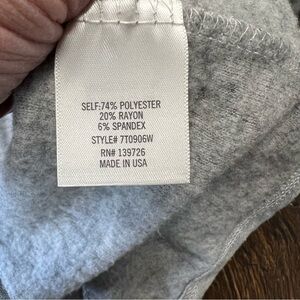 SELF:74% POLYESTER
20% RAYON
6% SPANDEX
STYLE# 7T0906W
RN# 139726
MADE IN USA